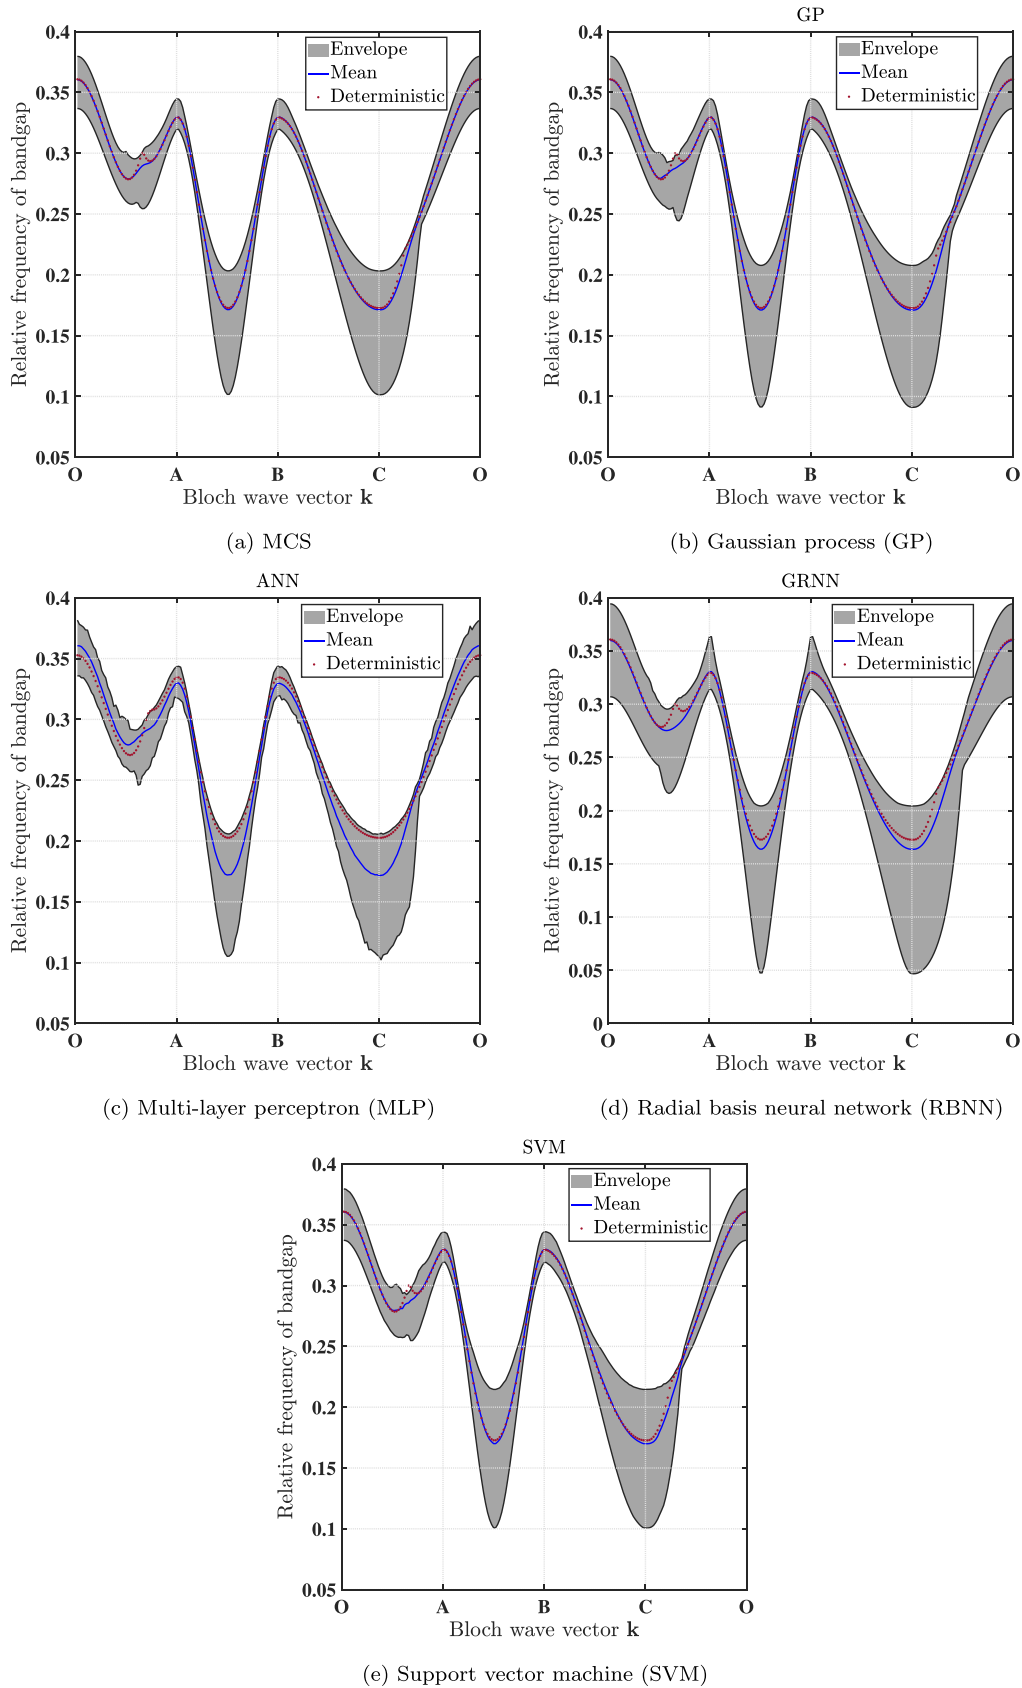 0.4
0.35
0.3
0.25
0.2
0.15
0.1
0.05
Relative frequency of bandgap
Envelope
Mean
Deterministic
O A B C O
Bloch wave vector k
(a) MCS
GP
0.4
0.35
0.3
0.25
0.2
0.15
0.1
0.05
Relative frequency of bandgap
Envelope
Mean
Deterministic
O A B C O
Bloch wave vector k
(b) Gaussian process (GP)
ANN
0.4
0.35
0.3
0.25
0.2
0.15
0.1
0.05
Relative frequency of bandgap
Envelope
Mean
Deterministic
O A B C O
Bloch wave vector k
(c) Multi-layer perceptron (MLP)
GRNN
0.4
0.35
0.3
0.25
0.2
0.15
0.1
0.05
0
Relative frequency of bandgap
Envelope
Mean
Deterministic
O A B C O
Bloch wave vector k
(d) Radial basis neural network (RBNN)
SVM
0.4
0.35
0.3
0.25
0.2
0.15
0.1
0.05
Relative frequency of bandgap
Envelope
Mean
Deterministic
O A B C O
Bloch wave vector k
(e) Support vector machine (SVM)